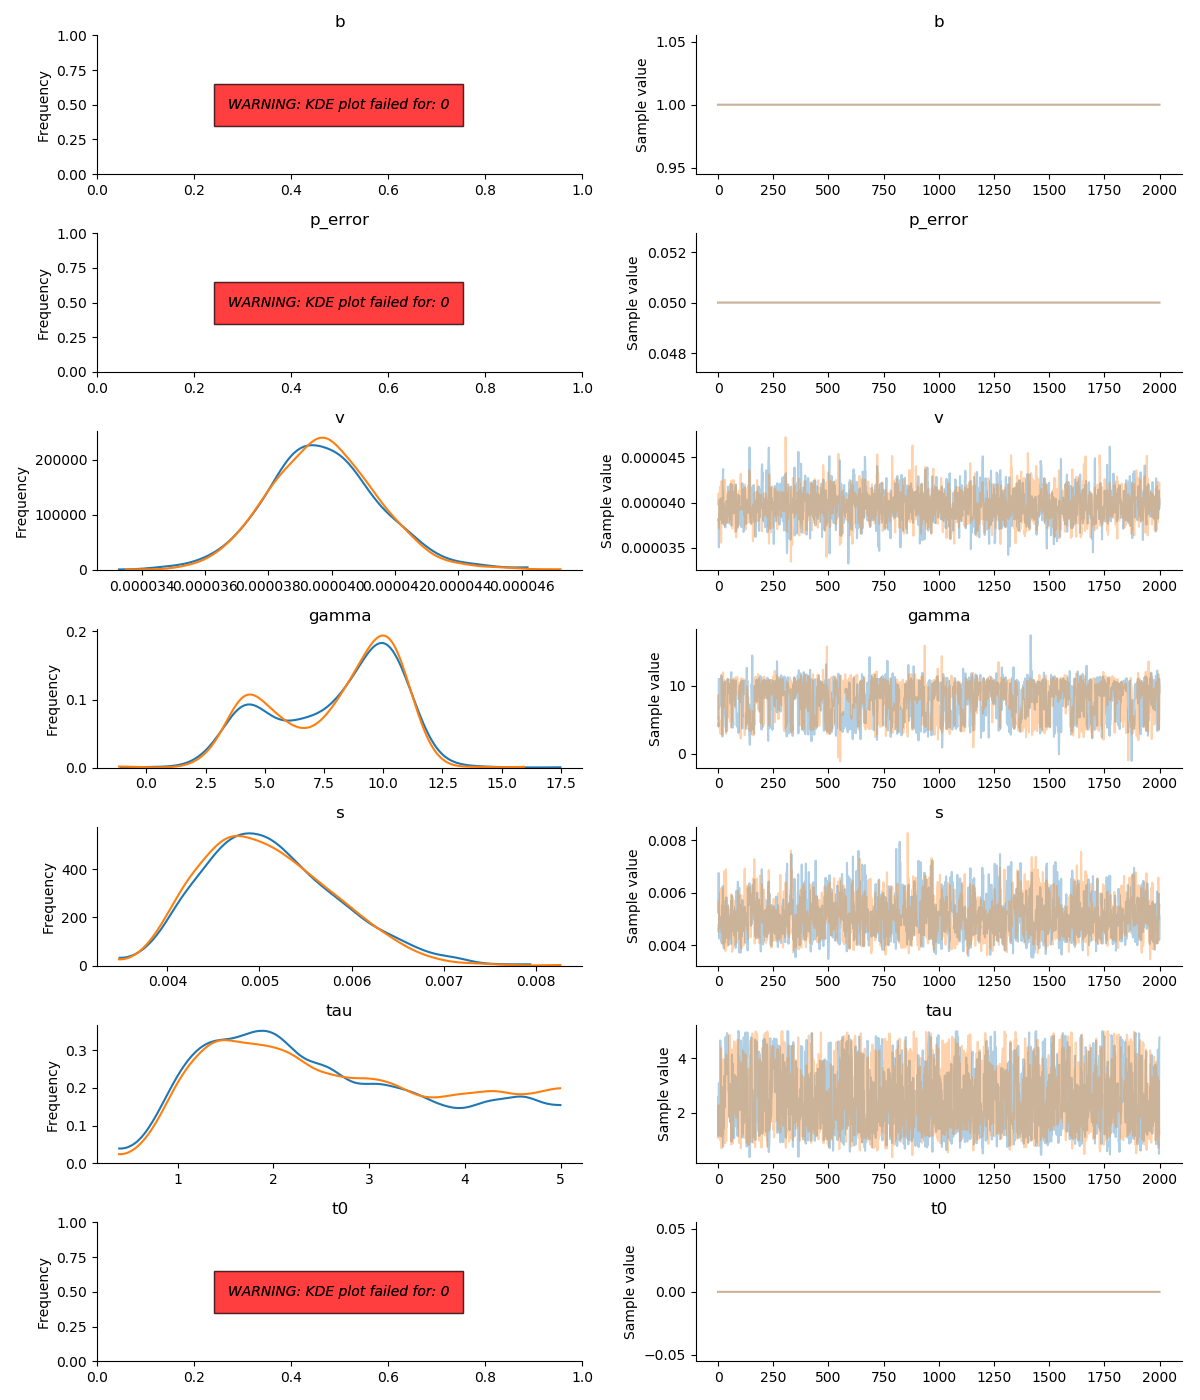 b
1.00
0.75
0.50
0.25
0.00
Frequency
WARNING: KDE plot failed for: 0
0.0 0.2 0.4 0.6 0.8 1.0
b
1.05
1.00
0.95
Sample value
0 250 500 750 1000 1250 1500 1750 2000
p_error
1.00
0.75
0.50
0.25
0.00
Frequency
WARNING: KDE plot failed for: 0
0.0 0.2 0.4 0.6 0.8 1.0
p_error
0.052
0.050
0.048
Sample value
0 250 500 750 1000 1250 1500 1750 2000
v
200000
100000
0
Frequency
0.000034 0.000036 0.000038 0.000040 0.000042 0.000044 0.000046
v
0.000045
0.000040
0.000035
Sample value
0 250 500 750 1000 1250 1500 1750 2000
gamma
0.2
0.1
0.0
Frequency
0.0 2.5 5.0 7.5 10.0 12.5 15.0 17.5
gamma
10
0
Sample value
0 250 500 750 1000 1250 1500 1750 2000
s
400
200
0
Frequency
0.004 0.005 0.006 0.007 0.008
s
0.008
0.006
0.004
Sample value
0 250 500 750 1000 1250 1500 1750 2000
tau
0.3
0.2
0.1
0.0
Frequency
1 2 3 4 5
tau
4
2
Sample value
0 250 500 750 1000 1250 1500 1750 2000
t0
1.00
0.75
0.50
0.25
0.00
Frequency
WARNING: KDE plot failed for: 0
0.0 0.2 0.4 0.6 0.8 1.0
t0
0.05
0.00
−0.05
Sample value
0 250 500 750 1000 1250 1500 1750 2000